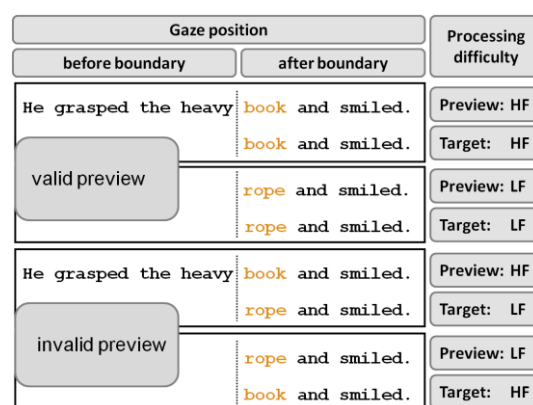 Gaze position
Processing difficulty
before boundary after boundary
He grasped the heavy book and smiled. Preview: HF
book and smiled. Target: HF
valid preview
rope and smiled. Preview: LF
rope and smiled. Target: LF
He grasped the heavy book and smiled. Preview: HF
rope and smiled. Target: LF
invalid preview
rope and smiled. Preview: LF
book and smiled. Target: HF